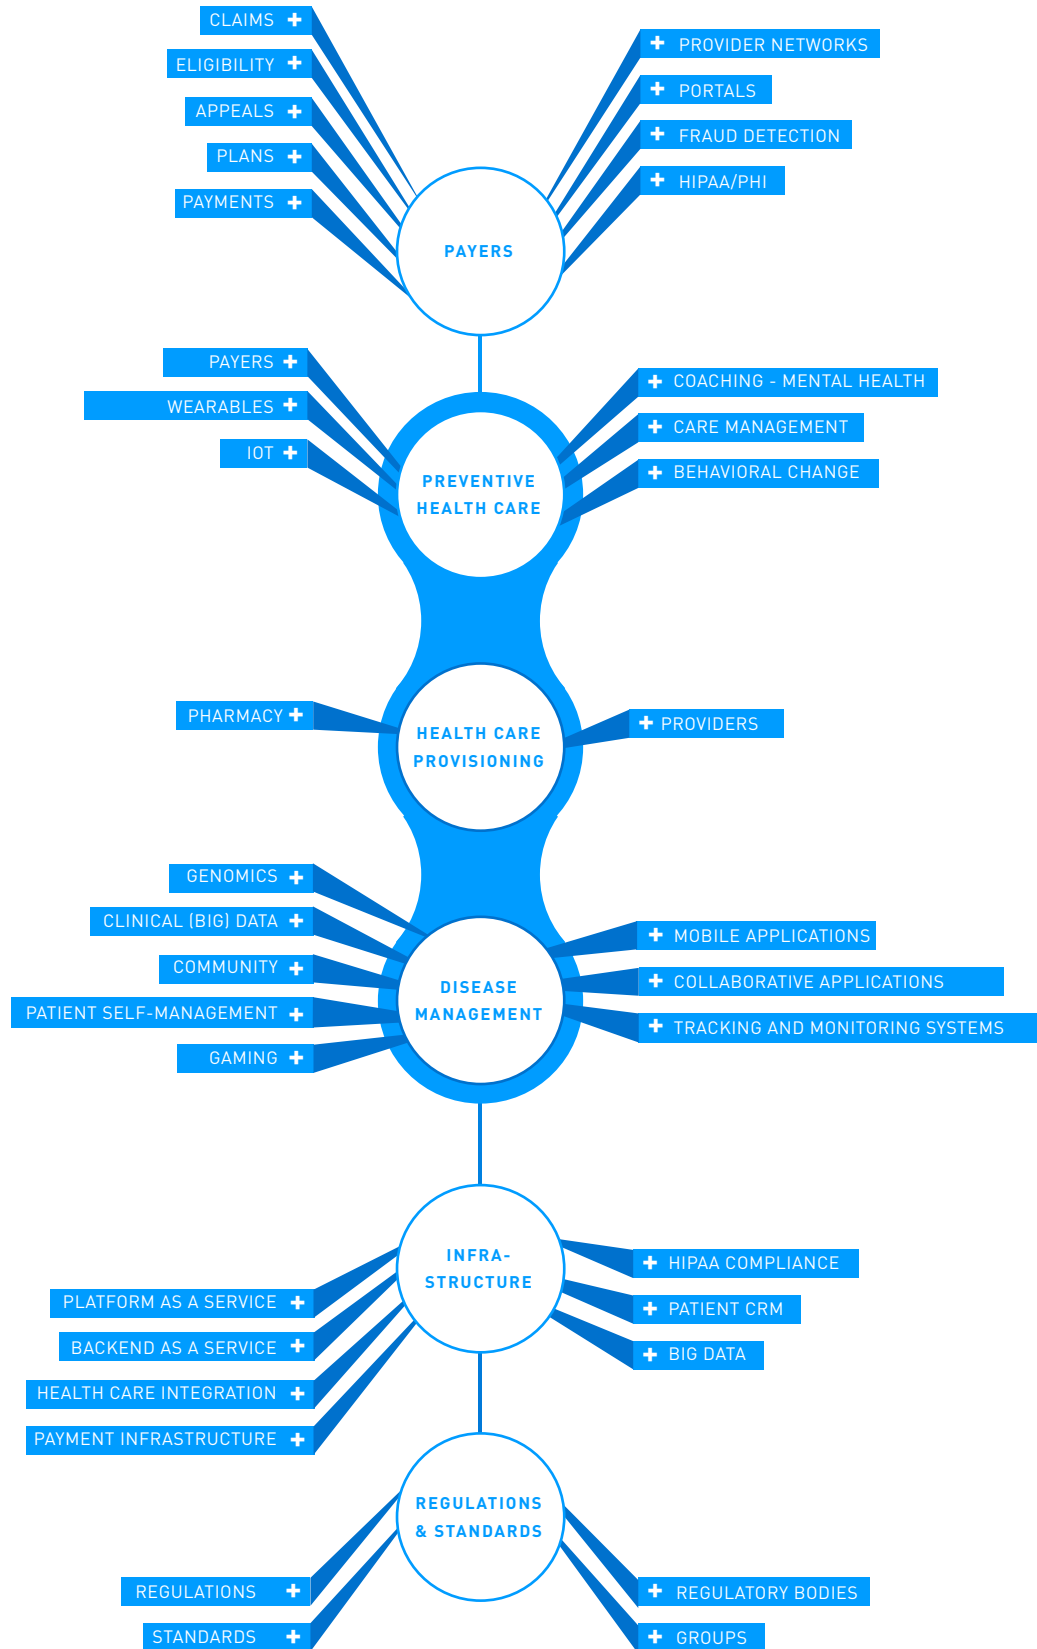 CLAIMS
ELIGIBILITY
APPEALS
PLANS
PAYMENTS
PROVIDER NETWORKS
PORTALS
FRAUD DETECTION
HIPAA/PHI
PAYERS
PAYERS
WEARABLES
IOT
COACHING - MENTAL HEALTH
CARE MANAGEMENT
BEHAVIORAL CHANGE
PREVENTIVE
HEALTH CARE
PHARMACY
HEALTH CARE
PROVISIONING
PROVIDERS
GENOMICS
CLINICAL (BIG) DATA
COMMUNITY
PATIENT SELF-MANAGEMENT
GAMING
DISEASE
MANAGEMENT
MOBILE APPLICATIONS
COLLABORATIVE APPLICATIONS
TRACKING AND MONITORING SYSTEMS
INFRA-
STRUCTURE
PLATFORM AS A SERVICE
BACKEND AS A SERVICE
HEALTH CARE INTEGRATION
PAYMENT INFRASTRUCTURE
HIPAA COMPLIANCE
PATIENT CRM
BIG DATA
REGULATIONS
& STANDARDS
REGULATIONS
STANDARDS
REGULATORY BODIES
GROUPS